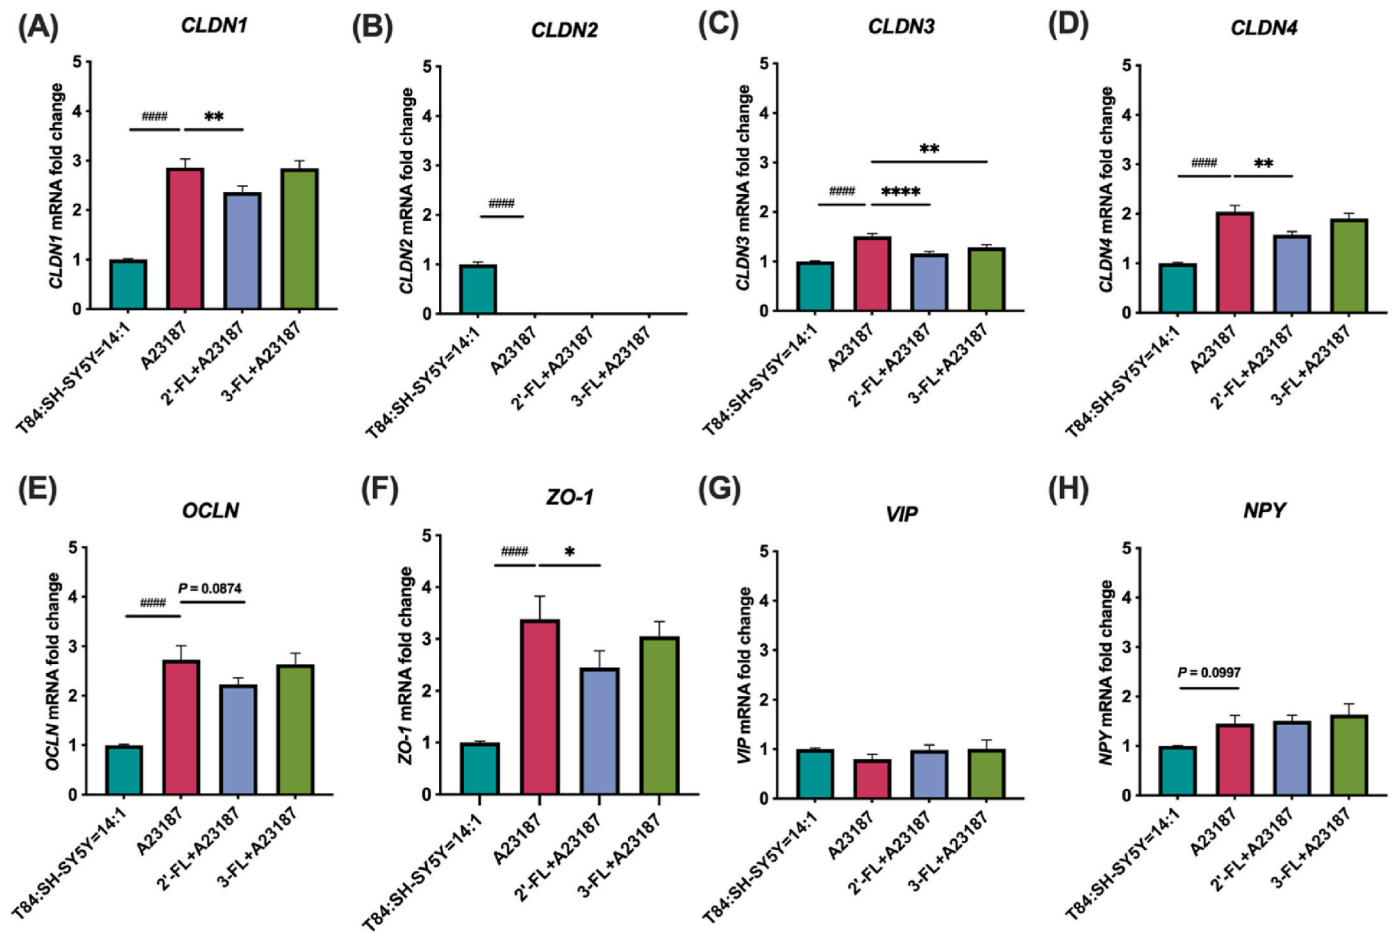 (A) CLDN1
CLDN1 mRNA fold change
5
4
3
2
1
0
#### **
T84:SH-SY5Y=14:1
A23187
2'-FL+A23187
3-FL+A23187
(B) CLDN2
CLDN2 mRNA fold change
5
4
3
2
1
0
####
T84:SH-SY5Y=14:1
A23187
2'-FL+A23187
3-FL+A23187
(C) CLDN3
CLDN3 mRNA fold change
5
4
3
2
1
0
**
#### ****
T84:SH-SY5Y=14:1
A23187
2'-FL+A23187
3-FL+A23187
(D) CLDN4
CLDN4 mRNA fold change
5
4
3
2
1
0
#### **
T84:SH-SY5Y=14:1
A23187
2'-FL+A23187
3-FL+A23187
(E) OCLN
OCLN mRNA fold change
5
4
3
2
1
0
P = 0.0874
####
T84:SH-SY5Y=14:1
A23187
2'-FL+A23187
3-FL+A23187
(F) ZO-1
ZO-1 mRNA fold change
5
4
3
2
1
0
#### *
T84:SH-SY5Y=14:1
A23187
2'-FL+A23187
3-FL+A23187
(G) VIP
VIP mRNA fold change
5
4
3
2
1
0
T84:SH-SY5Y=14:1
A23187
2'-FL+A23187
3-FL+A23187
(H) NPY
NPY mRNA fold change
5
4
3
2
1
0
P = 0.0997
T84:SH-SY5Y=14:1
A23187
2'-FL+A23187
3-FL+A23187